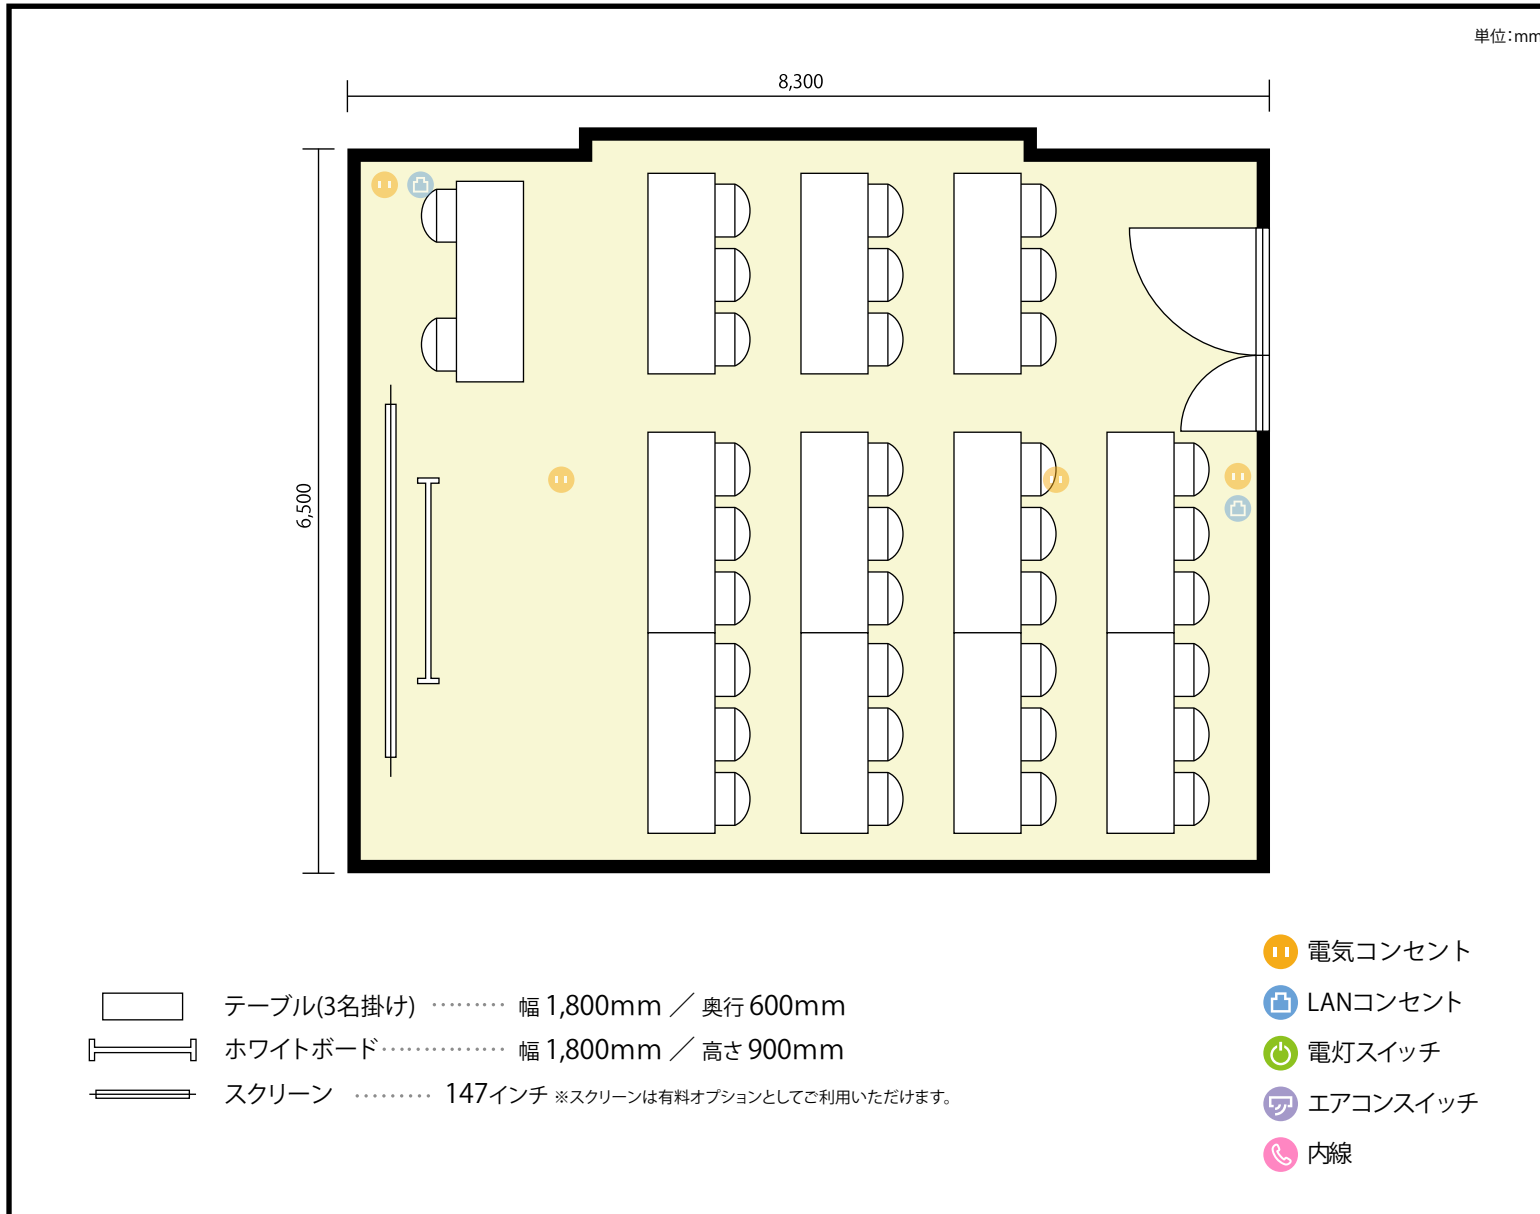 単位:mm
8,300
6,500
テーブル(3名掛け) ········· 幅 1,800mm ／ 奥行 600mm
ホワイトボード ··············· 幅 1,800mm ／ 高さ 900mm
スクリーン ········· 147インチ ※スクリーンは有料オプションとしてご利用いただけます。
電気コンセント
LANコンセント
電灯スイッチ
エアコンスイッチ
内線